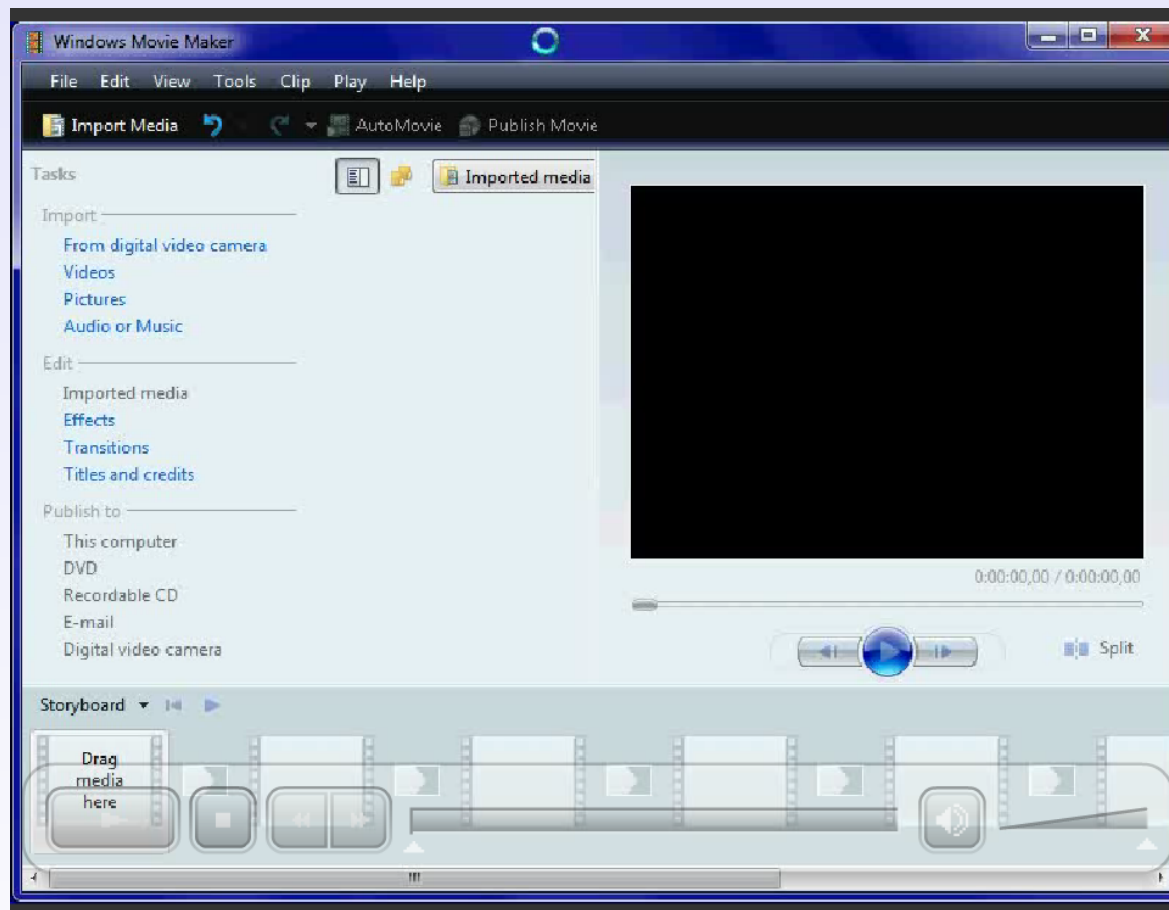 Windows Movie Maker
File Edit View Tools Clip Play Help
Import Media AutoMovie Publish Movie
Tasks
Imported media
Import
From digital video camera
Videos
Pictures
Audio or Music
Edit
Imported media
Effects
Transitions
Titles and credits
Publish to
This computer
DVD
Recordable CD
E-mail
Digital video camera
0:00:00,00 / 0:00:00,00
Split
Storyboard
Drag
media
here